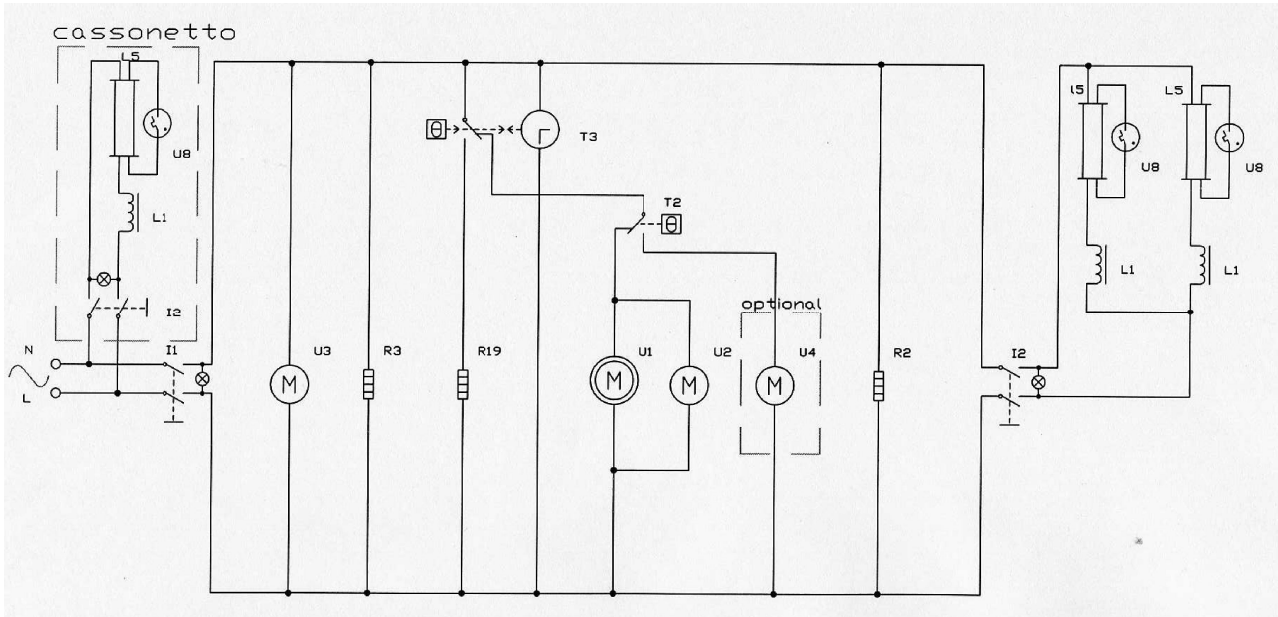 cassonetto
L5
U8
L1
I2
N
L
I1
U3
M
R3
θ
R19
T3
T2
θ
U1
M
U2
M
optional
U4
M
R2
I2
l5
U8
L5
U8
L1
L1